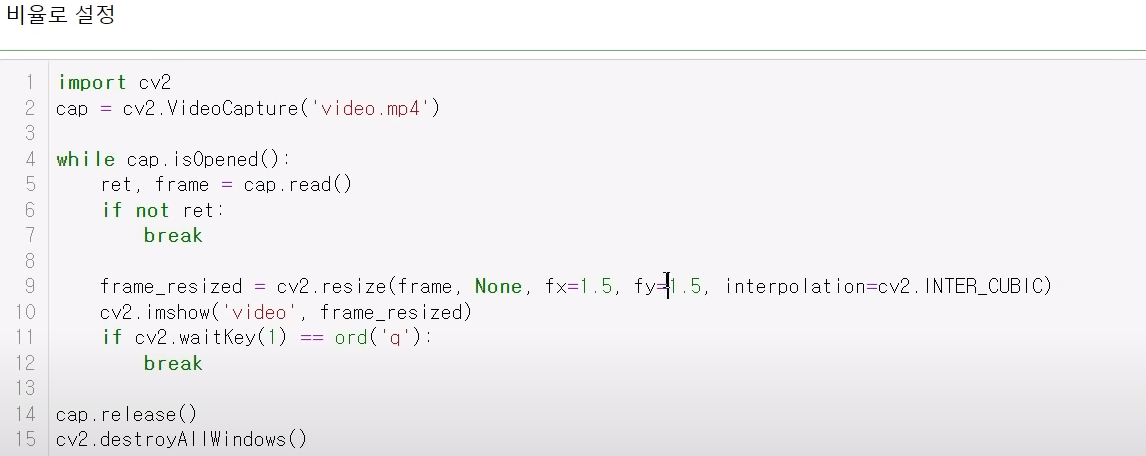 비율로 설정
1 import cv2
2 cap = cv2.VideoCapture('video.mp4')
3
4 while cap.isOpened():
5     ret, frame = cap.read()
6     if not ret:
7         break
8
9     frame_resized = cv2.resize(frame, None, fx=1.5, fy=1.5, interpolation=cv2.INTER_CUBIC)
10     cv2.imshow('video', frame_resized)
11     if cv2.waitKey(1) == ord('q'):
12         break
13
14 cap.release()
15 cv2.destroyAllWindows()